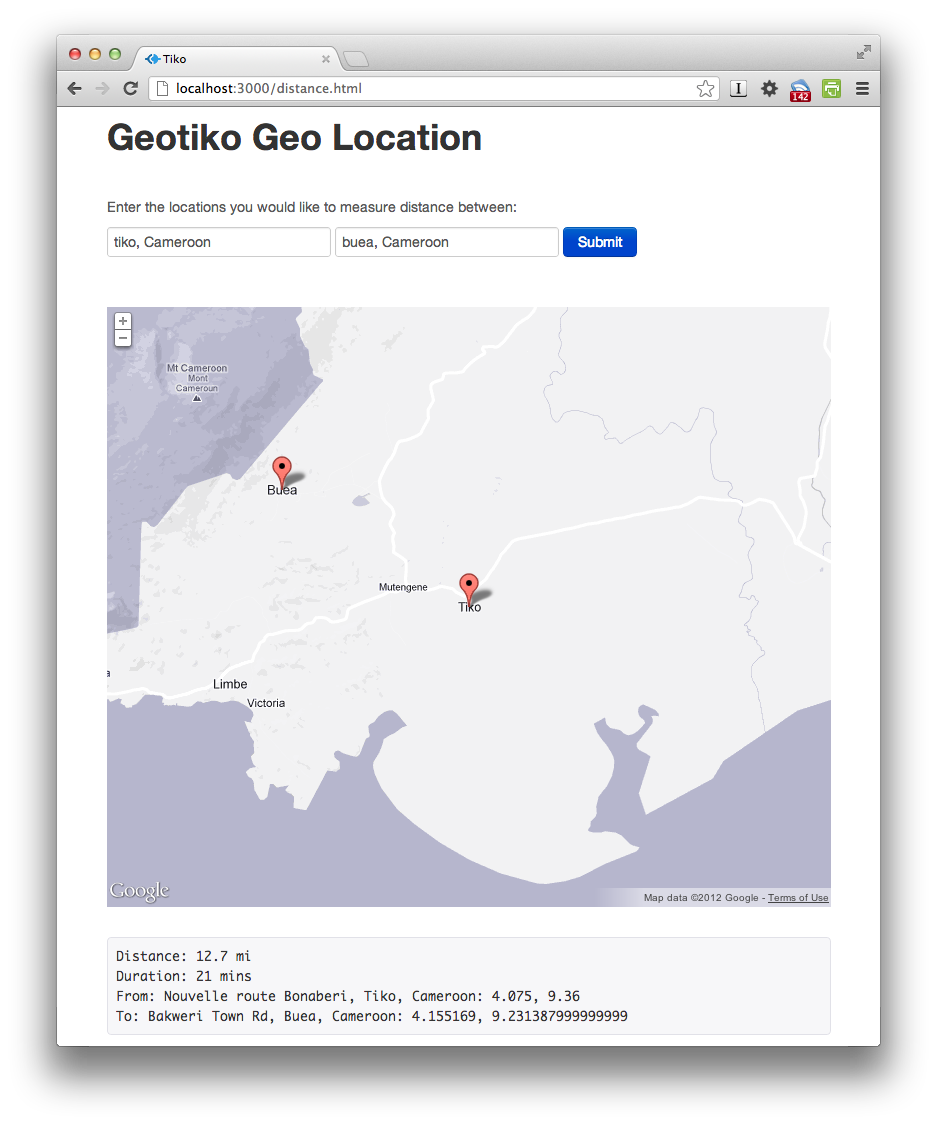 Tiko
localhost:3000/distance.html
142
Geotiko Geo Location
Enter the locations you would like to measure distance between:
tiko, Cameroon buea, Cameroon Submit
+
−
Mt Cameroon
Mont
Cameroun
Buea
Mutengene
Tiko
Limbe
Victoria
Google
Map data ©2012 Google - Terms of Use
Distance: 12.7 mi
Duration: 21 mins
From: Nouvelle route Bonaberi, Tiko, Cameroon: 4.075, 9.36
To: Bakweri Town Rd, Buea, Cameroon: 4.155169, 9.231387999999999